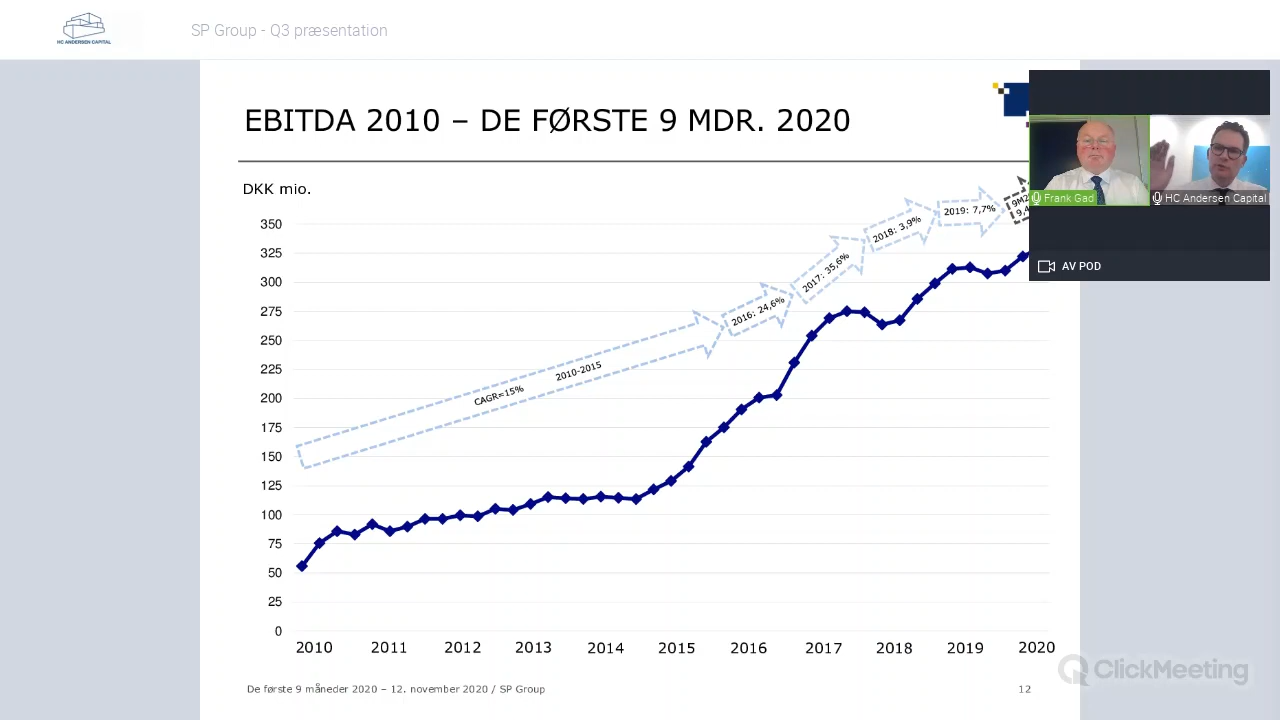 HC ANDERSEN CAPITAL
SP Group - Q3 præsentation
EBITDA 2010 – DE FØRSTE 9 MDR. 2020
DKK mio.
350
325
300
275
250
225
200
175
150
125
100
75
50
25
0
CAGR=15% 2010-2015
2016: 24,6%
2017: 35,6%
2018: 3,9%
2019: 7,7%
2010 2011 2012 2013 2014 2015 2016 2017 2018 2019 2020
Frank Gad
HC Andersen Capital
AV POD
De første 9 måneder 2020 – 12. november 2020 / SP Group
12
ClickMeeting